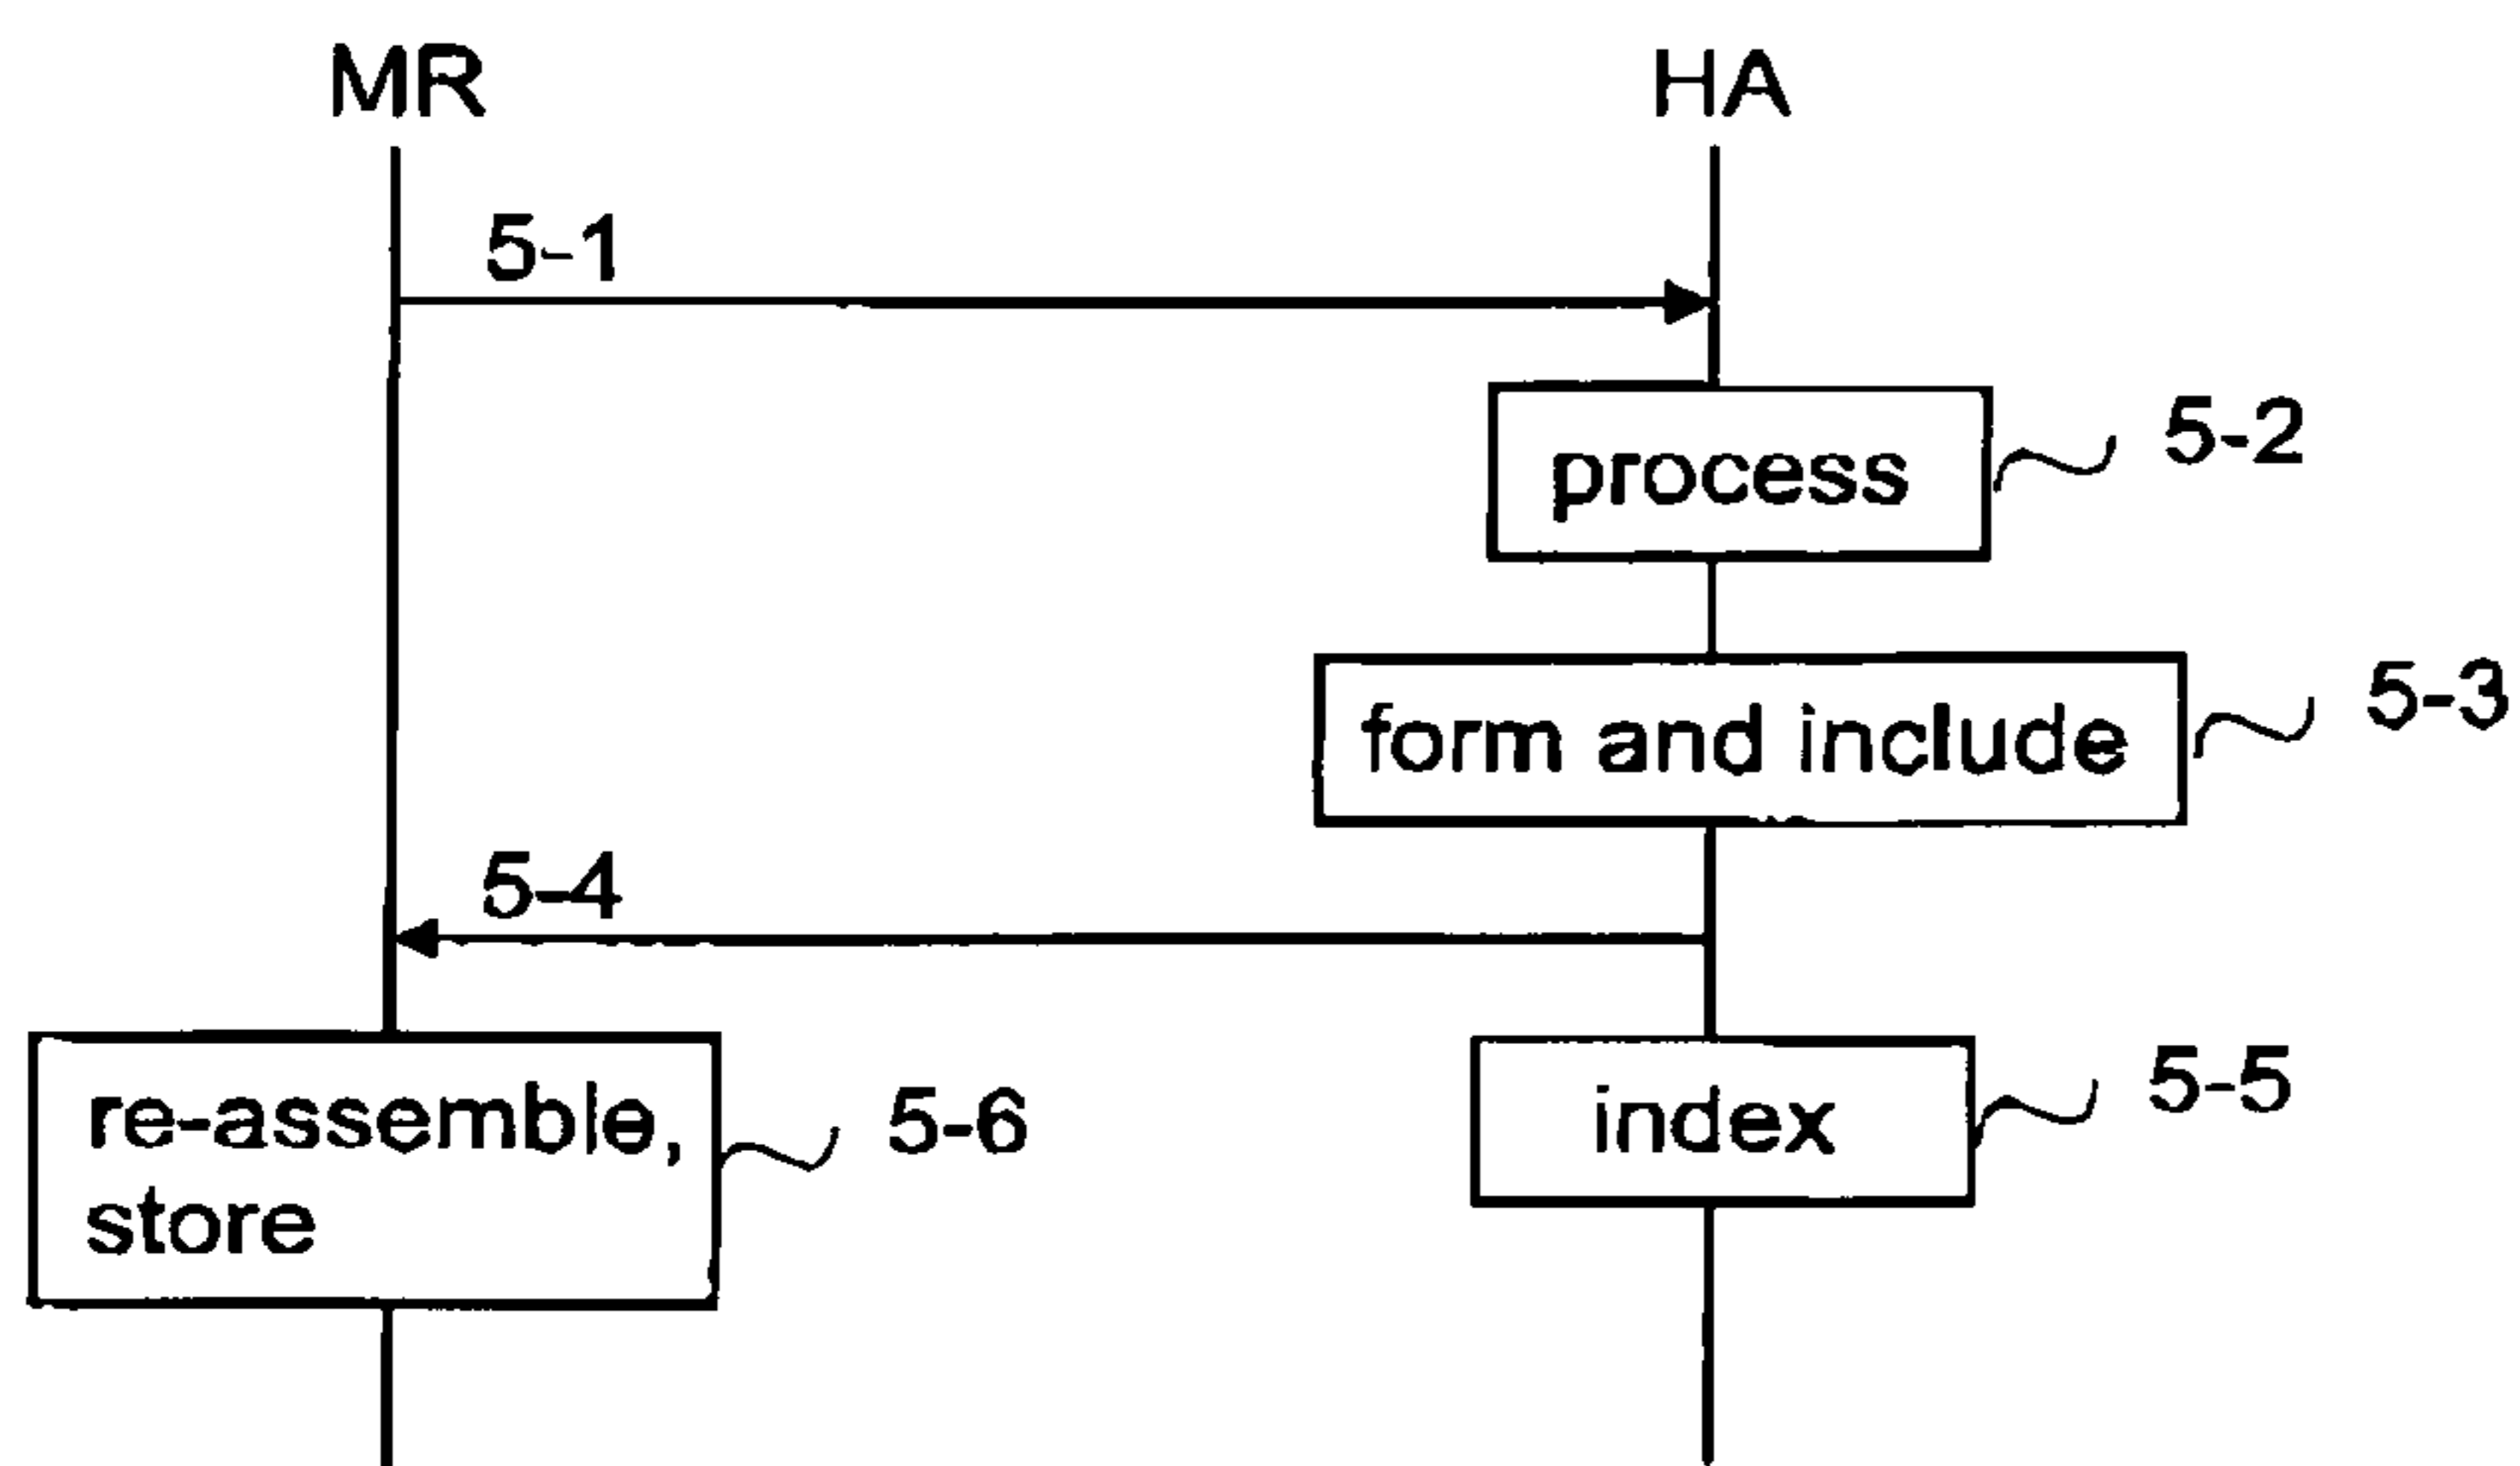 MR
HA
5-1
process
5-2
form and include
5-3
5-4
re-assemble,
store
5-6
index
5-5